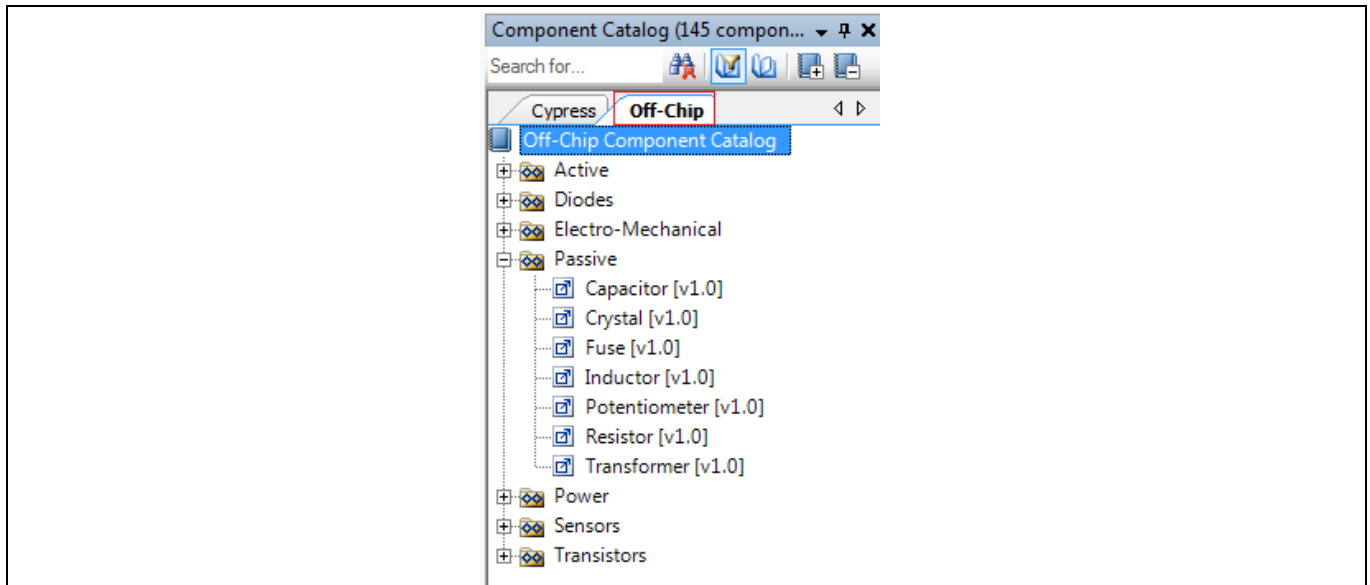 Component Catalog (145 compon...
Search for...
Cypress Off-Chip
Off-Chip Component Catalog
Active
Diodes
Electro-Mechanical
Passive
Capacitor [v1.0]
Crystal [v1.0]
Fuse [v1.0]
Inductor [v1.0]
Potentiometer [v1.0]
Resistor [v1.0]
Transformer [v1.0]
Power
Sensors
Transistors